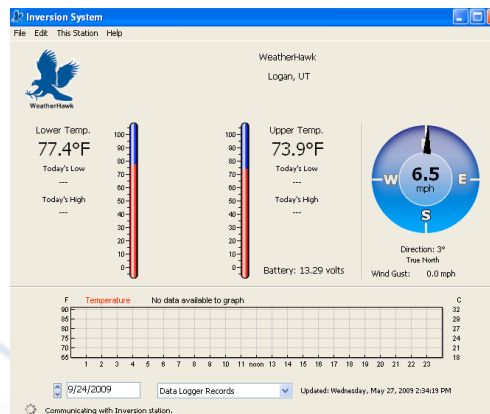 Inversion System
File Edit This Station Help
WeatherHawk
Logan, UT
WeatherHawk
Lower Temp.
77.4°F
Today's Low
---
Today's High
---
100
90
80
70
60
50
40
30
20
10
0
100
90
80
70
60
50
40
30
20
10
0
Upper Temp.
73.9°F
Today's Low
---
Today's High
---
Battery: 13.29 volts
W
6.5
mph
E
S
Direction: 3°
True North
Wind Gust: 0.0 mph
F Temperature No data available to graph C
90 32
85 29
80 27
75 24
70 21
65 18
1 2 3 4 5 6 7 8 9 10 11 noon 13 14 15 16 17 18 19 20 21 22 23
9/24/2009 Data Logger Records Updated: Wednesday, May 27, 2009 2:34:19 PM
Communicating with Inversion station.